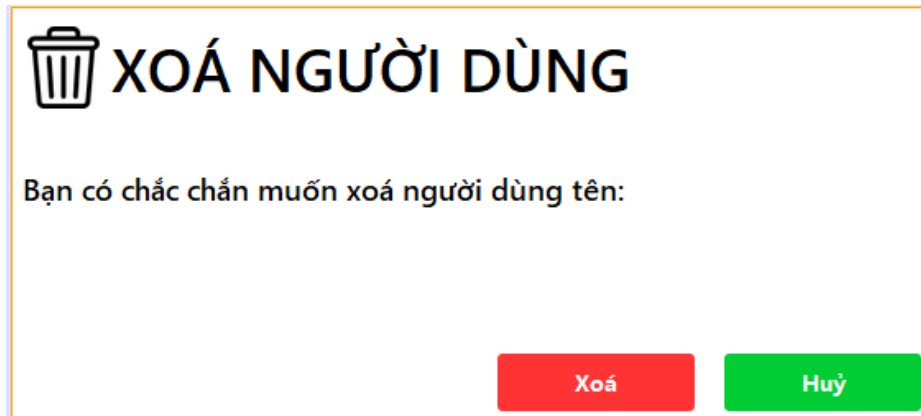 XOÁ NGƯỜI DÙNG
Bạn có chắc chắn muốn xoá người dùng tên:
Xoá Huỷ